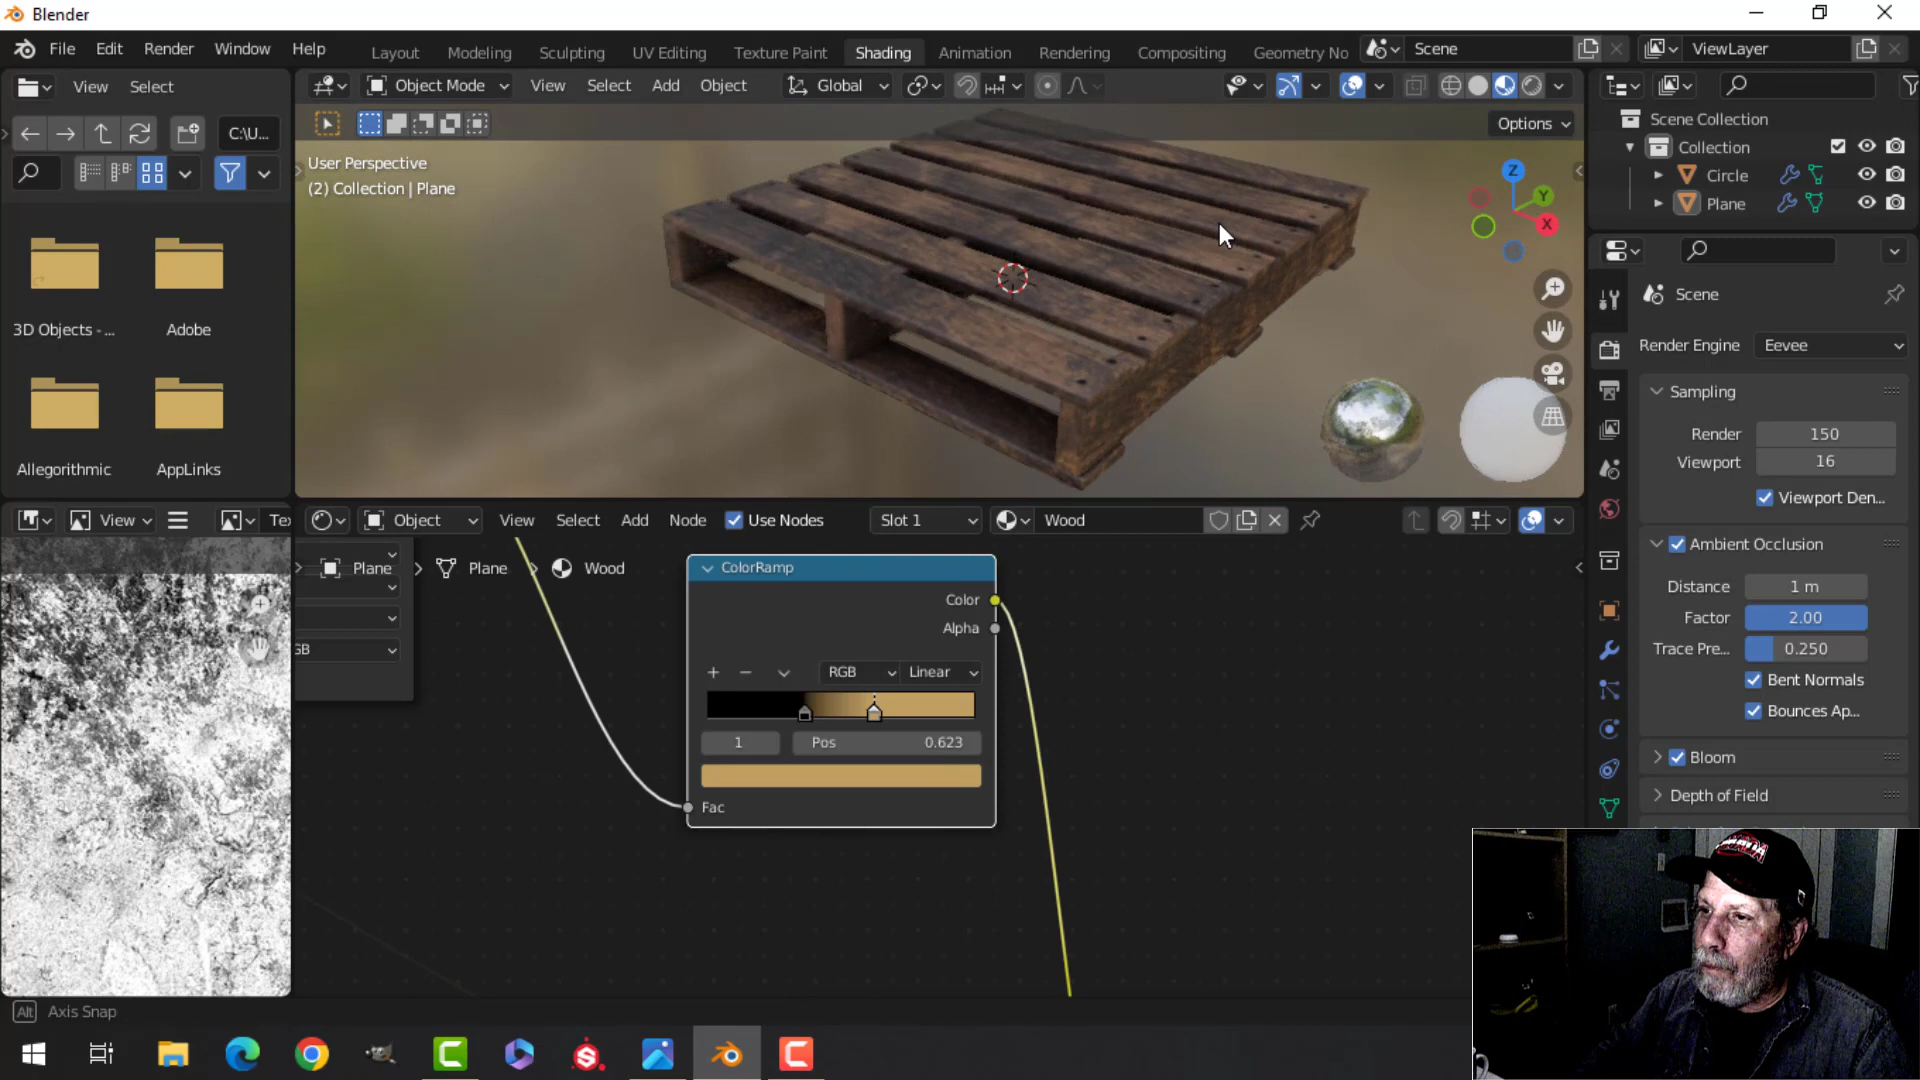 Blender
File Edit Render Window Help
Layout Modeling Sculpting UV Editing Texture Paint Shading Animation Rendering Compositing Geometry No
Scene ViewLayer
View Select
Object Mode View Select Add Object Global
C:\U...
Options
User Perspective
(2) Collection | Plane
Z
Y
X
3D Objects - ... Adobe
Allegorithmic AppLinks
Scene Collection
Collection
Circle
Plane
Scene
Render Engine Eevee
Sampling
Render 150
Viewport 16
Viewport Den...
Ambient Occlusion
Distance 1 m
Factor 2.00
Trace Pre... 0.250
Bent Normals
Bounces Ap...
Bloom
Depth of Field
View Te
Object View Select Add Node Use Nodes Slot 1 Wood
Plane Plane Wood
GB
ColorRamp
Color
Alpha
RGB Linear
1 Pos 0.623
Fac
Alt Axis Snap